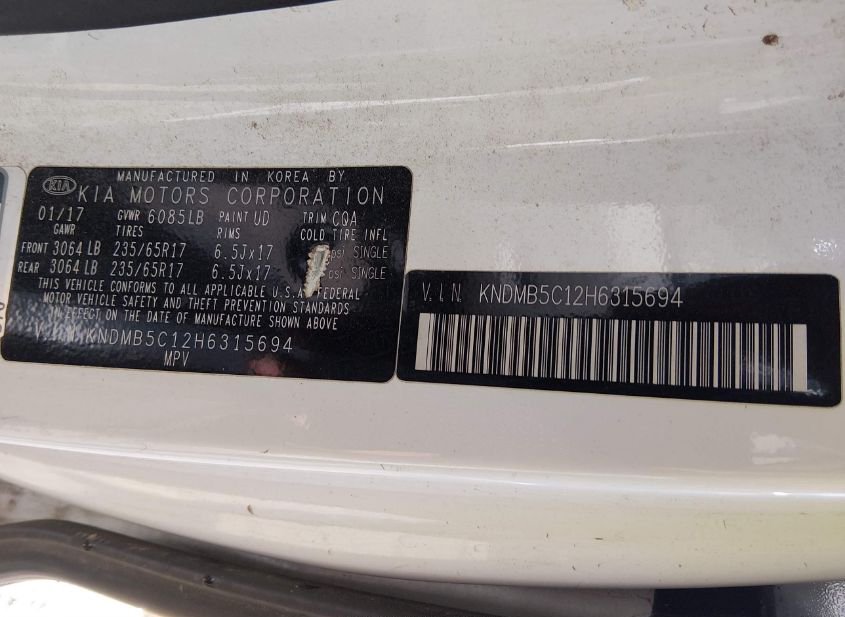 MANUFACTURED IN KOREA BY
KIA KIA MOTORS CORPORATION
01/17 GVWR 6085LB PAINT UD TRIM CQA
GAWR TIRES RIMS COLD TIRE INFL
FRONT 3064 LB 235/65R17 6.5Jx17 psi SINGLE
REAR 3064 LB 235/65R17 6.5Jx17 psi SINGLE
THIS VEHICLE CONFORMS TO ALL APPLICABLE U.S.A FEDERAL
MOTOR VEHICLE SAFETY AND THEFT PREVENTION STANDARDS
IN EFFECT ON THE DATE OF MANUFACTURE SHOWN ABOVE
V.I.N KNDMB5C12H6315694
MPV
V.I.N. KNDMB5C12H6315694